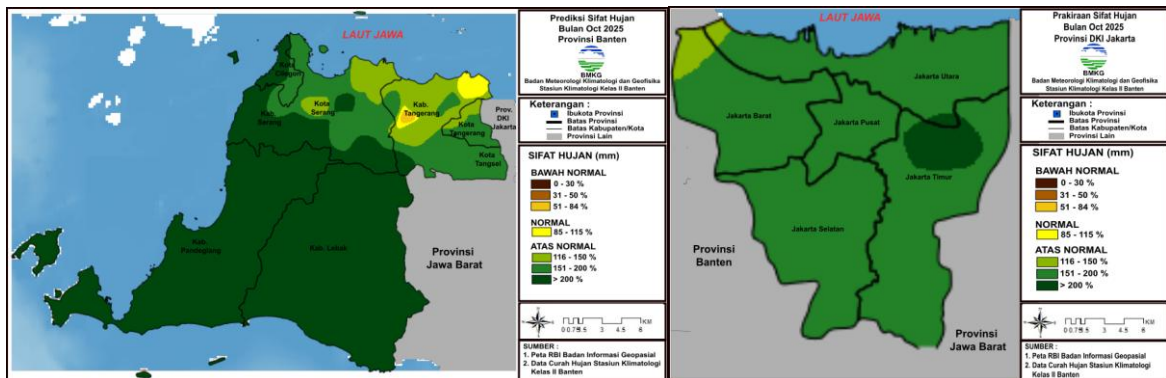 LAUT JAWA
Kota
Cilegon
Kab.
Serang
Kota
Serang
Kab.
Tangerang
Kota
Tangerang
Kota
Tangsel
Prov.
DKI
Jakarta
Kab.
Pandeglang
Kab. Lebak
Provinsi
Jawa Barat
Prediksi Sifat Hujan
Bulan Oct 2025
Provinsi Banten
BMKG
Badan Meteorologi Klimatologi dan Geofisika
Stasiun Klimatologi Kelas II Banten
Keterangan :
Ibukota Provinsi
Batas Provinsi
Batas Kabupaten/Kota
Provinsi Lain
SIFAT HUJAN (mm)
BAWAH NORMAL
0 - 30 %
31 - 50 %
51 - 84 %
NORMAL
85 - 115 %
ATAS NORMAL
116 - 150 %
151 - 200 %
> 200 %
KM
SUMBER :
1. Peta RBI Badan Informasi Geopasial
2. Data Curah Hujan Stasiun Klimatologi
Kelas II Banten
LAUT JAWA
Jakarta Utara
Jakarta Barat
Jakarta Pusat
Jakarta Timur
Jakarta Selatan
Provinsi
Banten
Provinsi
Jawa Barat
Prakiraan Sifat Hujan
Bulan Oct 2025
Provinsi DKI Jakarta
BMKG
Badan Meteorologi Klimatologi dan Geofisika
Stasiun Klimatologi Kelas II Banten
Keterangan :
Ibukota Provinsi
Batas Provinsi
Batas Kabupaten/Kota
Provinsi Lain
SIFAT HUJAN (mm)
BAWAH NORMAL
0 - 30 %
31 - 50 %
51 - 84 %
NORMAL
85 - 115 %
ATAS NORMAL
116 - 150 %
151 - 200 %
> 200 %
KM
SUMBER :
1. Peta RBI Badan Informasi Geopasial
2. Data Curah Hujan Stasiun Klimatologi
Kelas II Banten